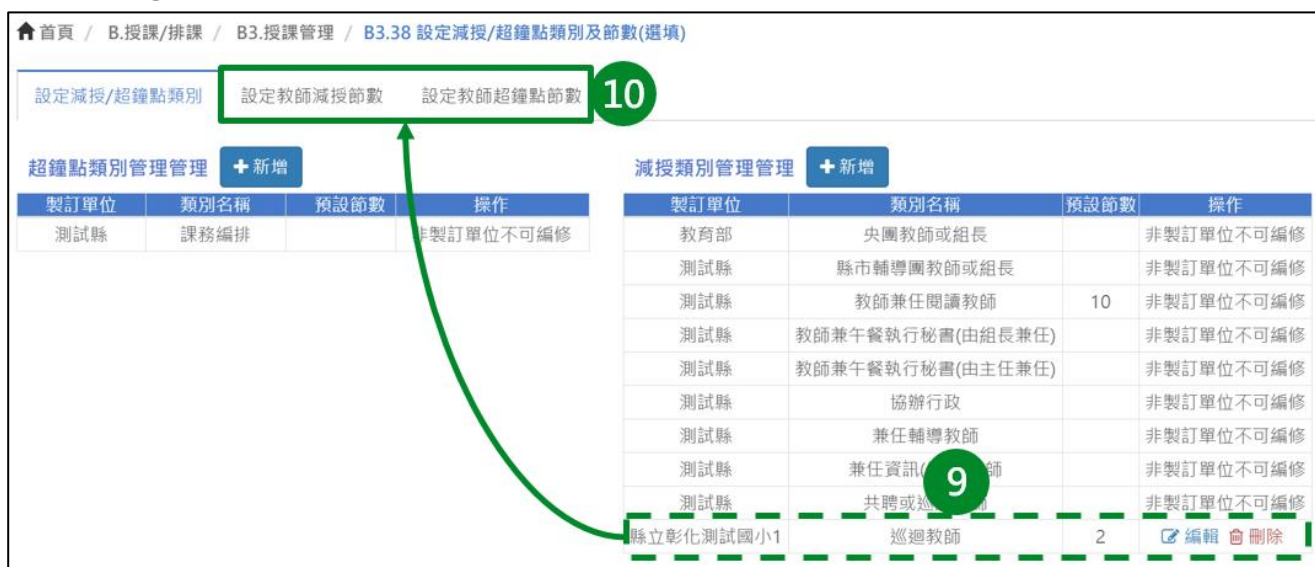 首頁 / B.授課/排課 / B3.授課管理 / B3.38 設定減授/超鐘點類別及節數(選填)
設定減授/超鐘點類別 設定教師減授節數 設定教師超鐘點節數 10
超鐘點類別管理管理 +新增
製訂單位 類別名稱 預設節數 操作
測試縣 課務編排 非製訂單位不可編修
減授類別管理管理 +新增
製訂單位 類別名稱 預設節數 操作
教育部 央團教師或組長 非製訂單位不可編修
測試縣 縣市輔導團教師或組長 非製訂單位不可編修
測試縣 教師兼任閱讀教師 10 非製訂單位不可編修
測試縣 教師兼午餐執行秘書(由組長兼任) 非製訂單位不可編修
測試縣 教師兼午餐執行秘書(由主任兼任) 非製訂單位不可編修
測試縣 協辦行政 非製訂單位不可編修
測試縣 兼任輔導教師 非製訂單位不可編修
測試縣 兼任資訊( 師 非製訂單位不可編修
9
測試縣 共聘或 非製訂單位不可編修
縣立彰化測試國小1 巡迴教師 2 編輯 刪除